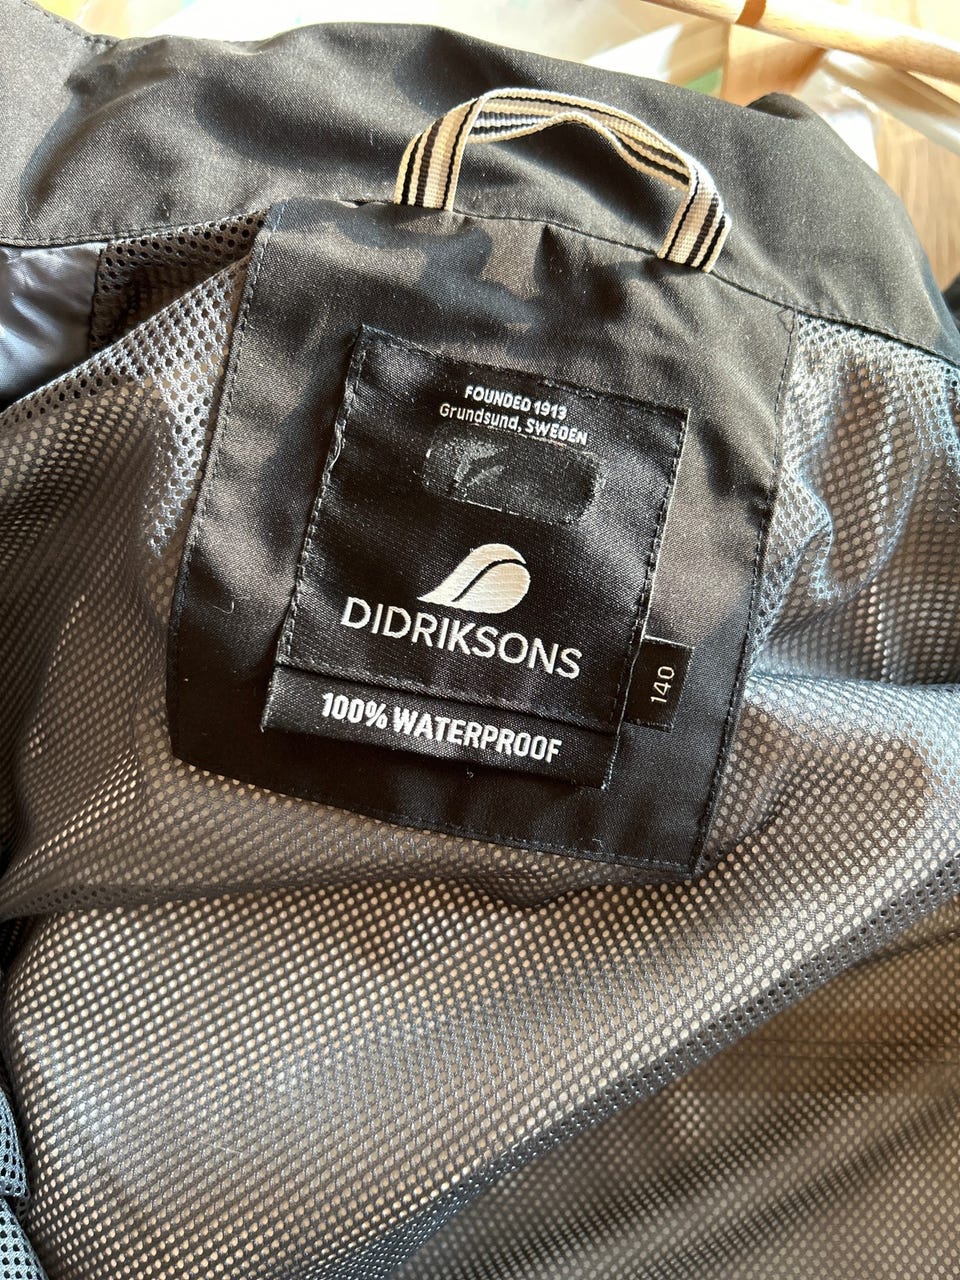 FOUNDED 1913
Grundsund, SWEDEN
DIDRIKSONS
140
100% WATERPROOF